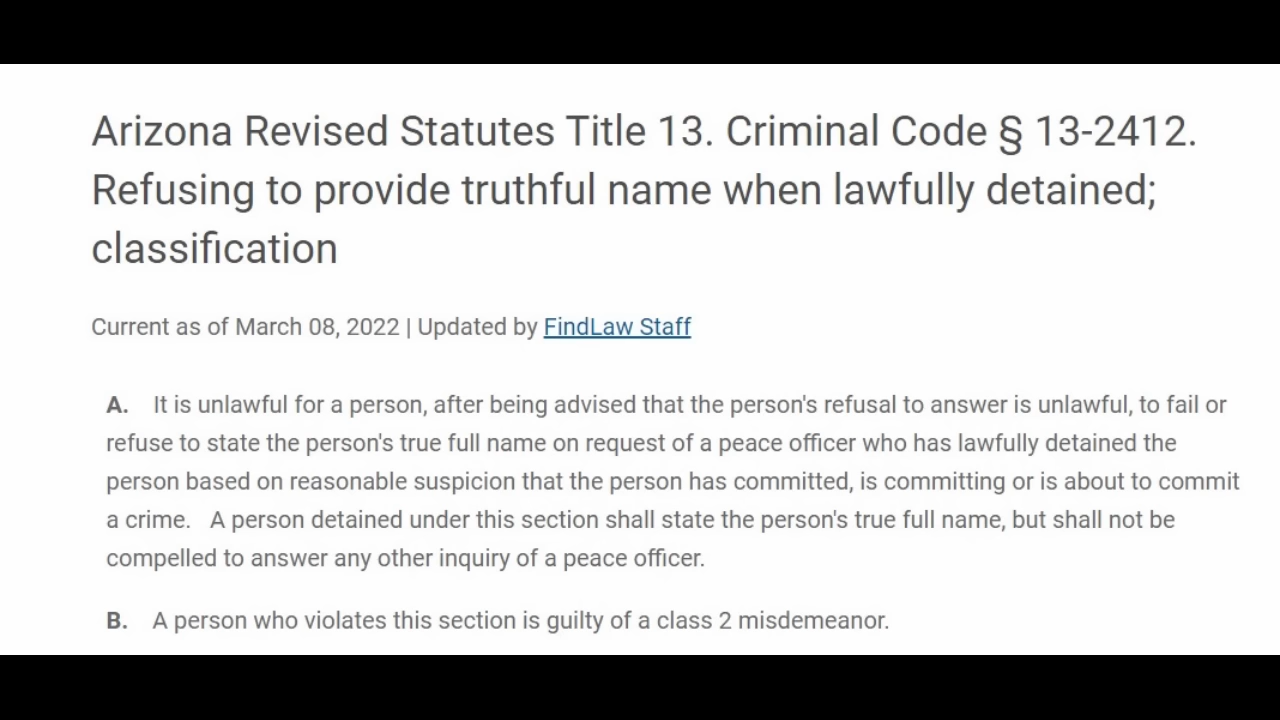 Arizona Revised Statutes Title 13. Criminal Code § 13-2412.
Refusing to provide truthful name when lawfully detained;
classification
Current as of March 08, 2022 | Updated by FindLaw Staff
A. It is unlawful for a person, after being advised that the person's refusal to answer is unlawful, to fail or
refuse to state the person's true full name on request of a peace officer who has lawfully detained the
person based on reasonable suspicion that the person has committed, is committing or is about to commit
a crime. A person detained under this section shall state the person's true full name, but shall not be
compelled to answer any other inquiry of a peace officer.
B. A person who violates this section is guilty of a class 2 misdemeanor.